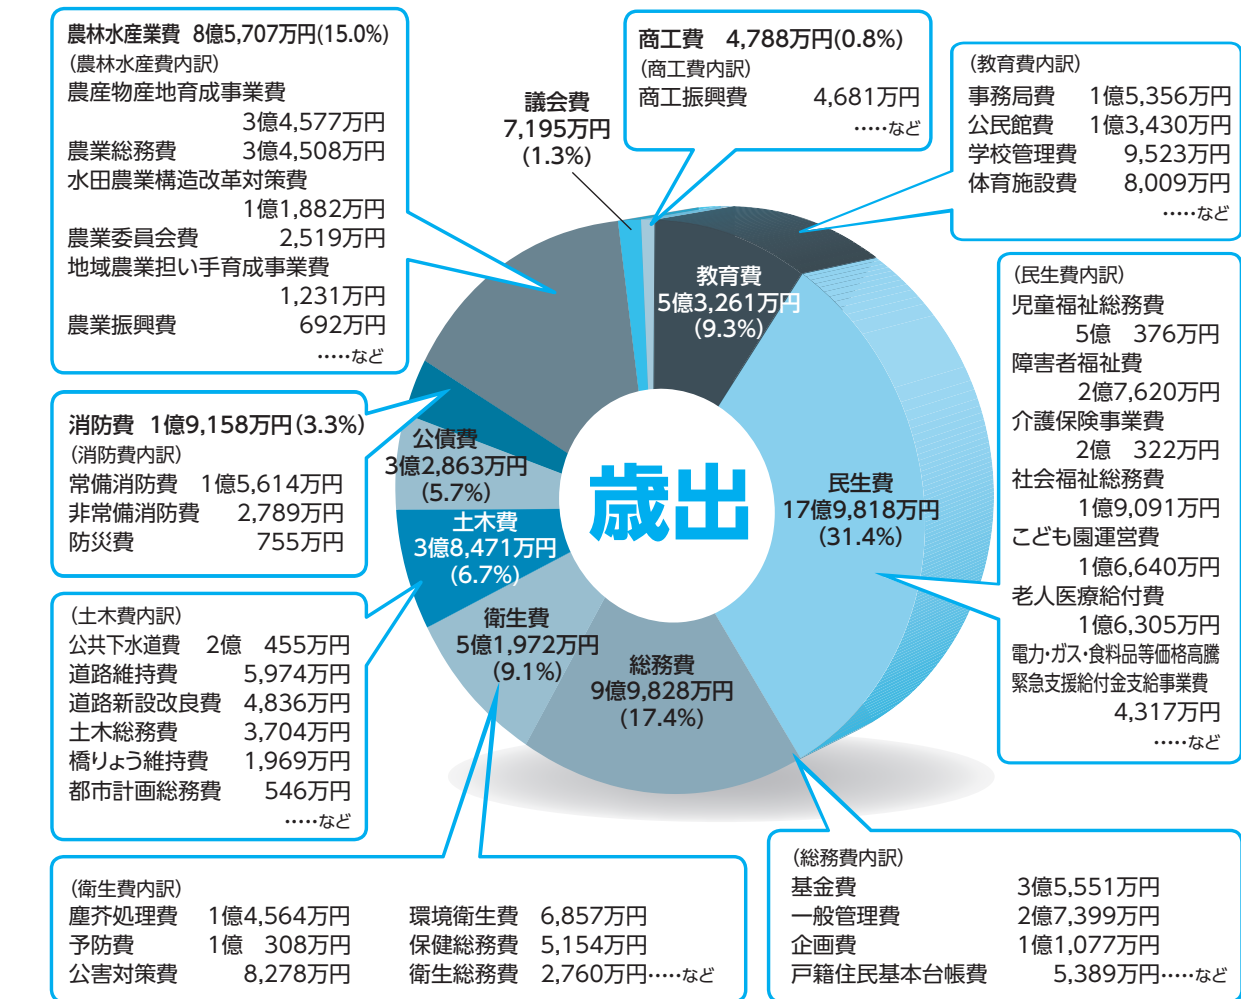 農林水産業費 8億5,707万円(15.0%)
（農林水産費内訳）
農産物産地育成事業費
3億4,577万円
農業総務費 3億4,508万円
水田農業構造改革対策費
1億1,882万円
農業委員会費 2,519万円
地域農業担い手育成事業費
1,231万円
農業振興費 692万円
……など
議会費
7,195万円
(1.3%)
商工費 4,788万円(0.8%)
（商工費内訳）
商工振興費 4,681万円
……など
（教育費内訳）
事務局費 1億5,356万円
公民館費 1億3,430万円
学校管理費 9,523万円
体育施設費 8,009万円
……など
教育費
5億3,261万円
(9.3%)
（民生費内訳）
児童福祉総務費
5億 376万円
障害者福祉費
2億7,620万円
介護保険事業費
2億 322万円
社会福祉総務費
1億9,091万円
こども園運営費
1億6,640万円
老人医療給付費
1億6,305万円
電力・ガス・食料品等価格高騰
緊急支援給付金支給事業費
4,317万円
……など
消防費 1億9,158万円(3.3%)
（消防費内訳）
常備消防費 1億5,614万円
非常備消防費 2,789万円
防災費 755万円
公債費
3億2,863万円
(5.7%)
歳出
民生費
17億9,818万円
(31.4%)
土木費
3億8,471万円
(6.7%)
（土木費内訳）
公共下水道費 2億 455万円
道路維持費 5,974万円
道路新設改良費 4,836万円
土木総務費 3,704万円
橋りょう維持費 1,969万円
都市計画総務費 546万円
……など
衛生費
5億1,972万円
(9.1%)
総務費
9億9,828万円
(17.4%)
（衛生費内訳）
塵芥処理費 1億4,564万円 環境衛生費 6,857万円
予防費 1億 308万円 保健総務費 5,154万円
公害対策費 8,278万円 衛生総務費 2,760万円……など
（総務費内訳）
基金費 3億5,551万円
一般管理費 2億7,399万円
企画費 1億1,077万円
戸籍住民基本台帳費 5,389万円……など